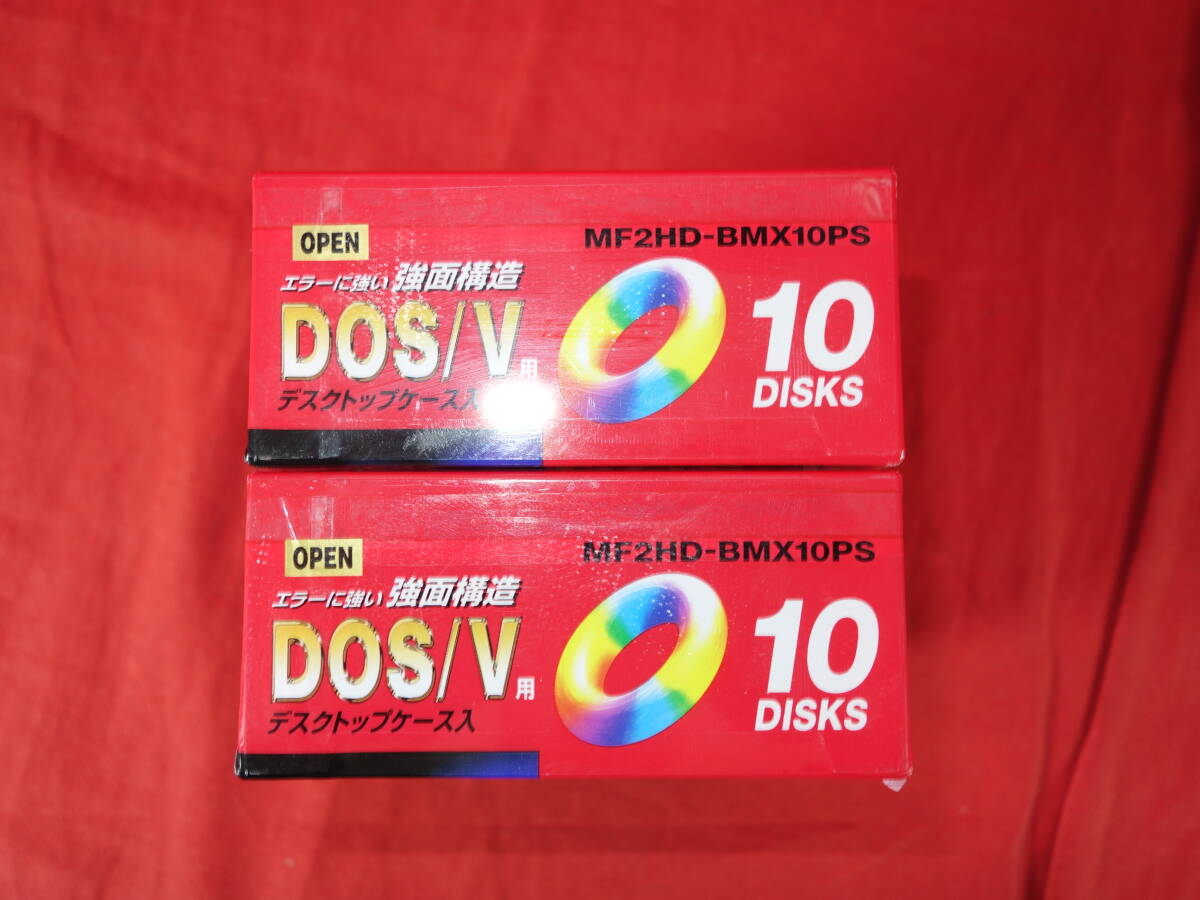 OPEN
MF2HD-BMX10PS
エラーに強い 強面構造
DOS/V用
デスクトップケース入
10
DISKS
OPEN
MF2HD-BMX10PS
エラーに強い 強面構造
DOS/V用
デスクトップケース入
10
DISKS